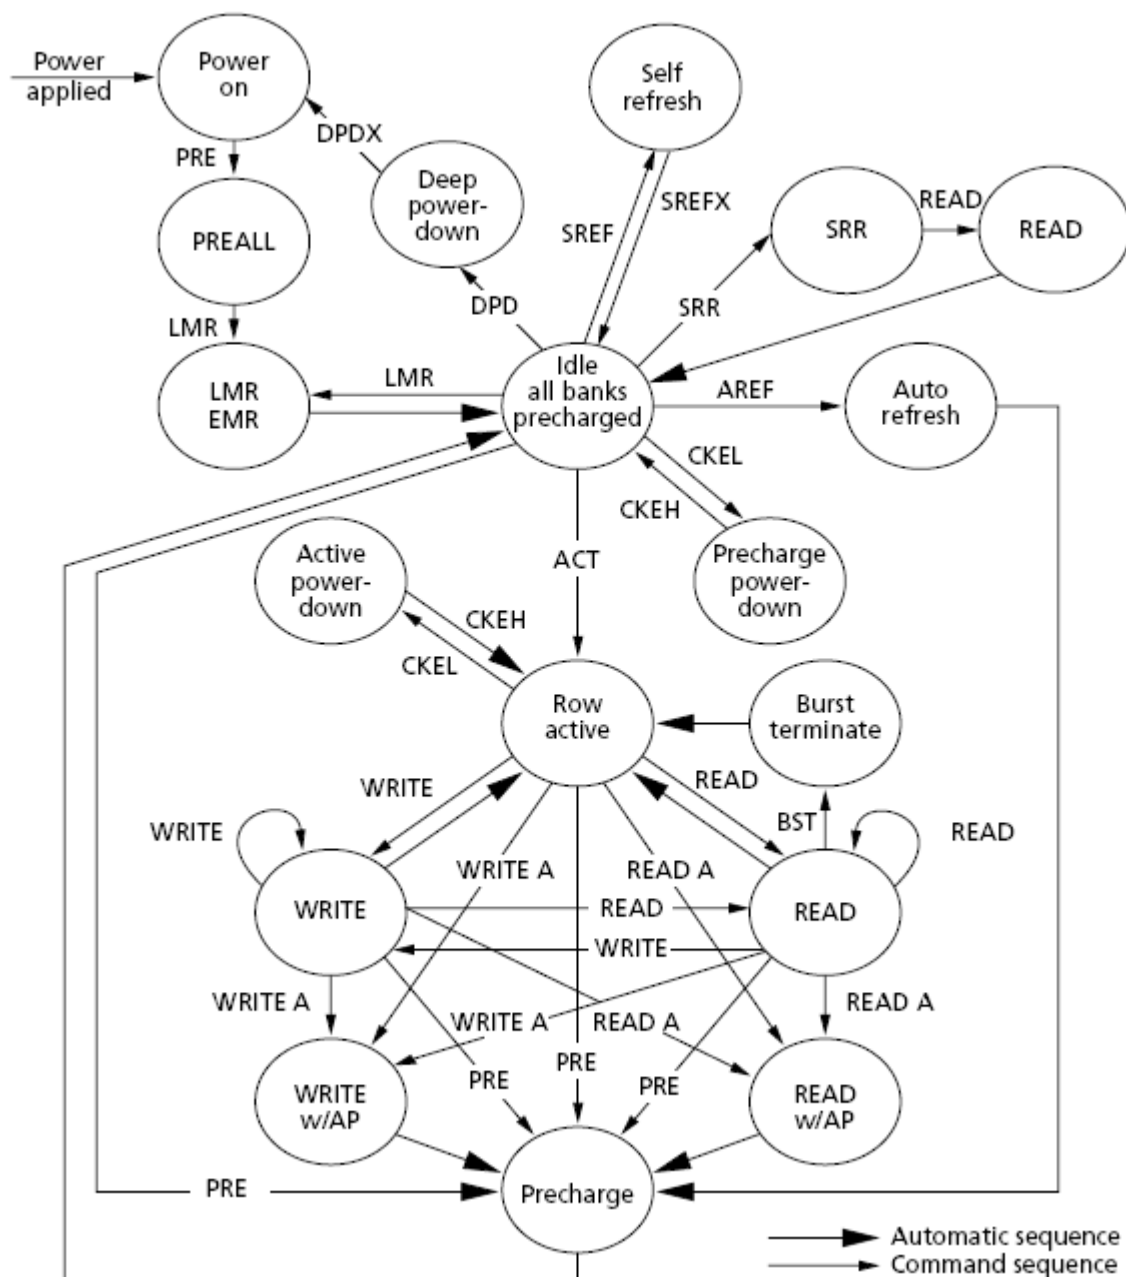 Power
applied
Power
on
Self
refresh
DPDX
PRE
Deep
power-
down
SREFX
READ
PREALL
SREF
SRR
READ
DPD
SRR
LMR
LMR
EMR
LMR
Idle
all banks
precharged
AREF
Auto
refresh
CKEL
CKEH
Active
power-
down
ACT
Precharge
power-
down
CKEH
CKEL
Row
active
Burst
terminate
WRITE
READ
WRITE
BST
READ
WRITE A
READ A
WRITE
READ
READ
WRITE
WRITE A
WRITE A
READ A
READ A
PRE
PRE
PRE
WRITE
w/AP
READ
w/AP
PRE
Precharge
Automatic sequence
Command sequence